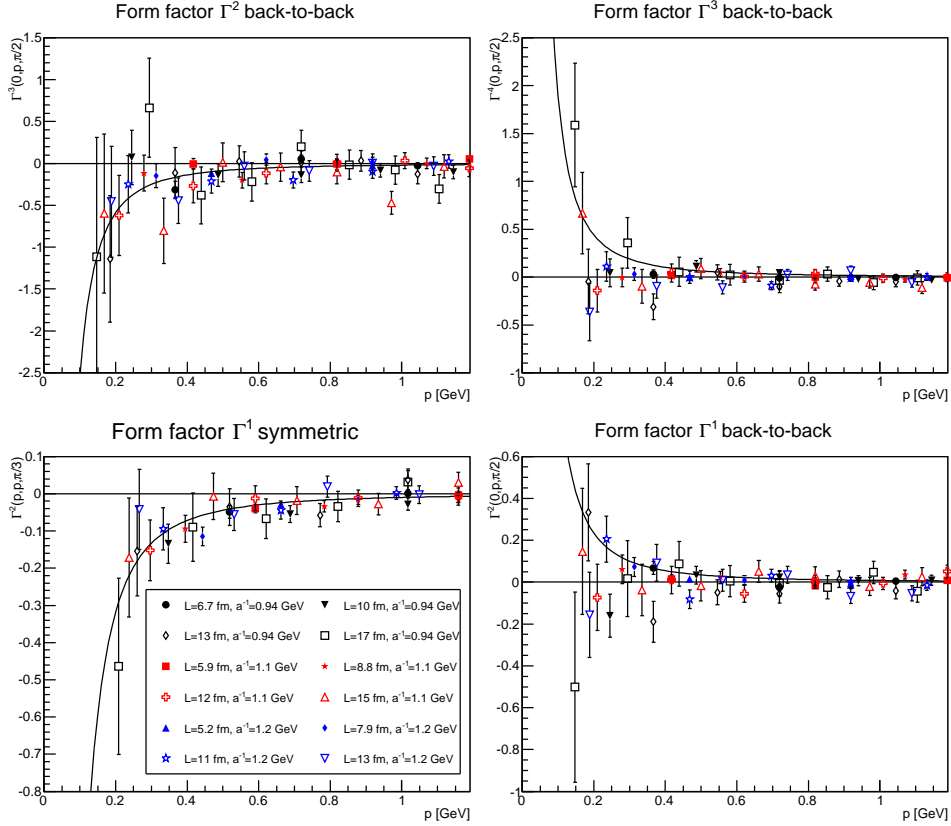 Form factor Γ² back-to-back
Γ³(0,p,π/2)
1.5
1
0.5
0
-0.5
-1
-1.5
-2
-2.5
0
0.2
0.4
0.6
0.8
1
p [GeV]
Form factor Γ³ back-to-back
Γ⁴(0,p,π/2)
2.5
2
1.5
1
0.5
0
-0.5
-1
0
0.2
0.4
0.6
0.8
1
p [GeV]
Form factor Γ¹ symmetric
Γ²(p,p,π/3)
0.1
0
-0.1
-0.2
-0.3
-0.4
-0.5
-0.6
-0.7
-0.8
0
0.2
0.4
0.6
0.8
1
p [GeV]
L=6.7 fm, a⁻¹=0.94 GeV
L=10 fm, a⁻¹=0.94 GeV
L=13 fm, a⁻¹=0.94 GeV
L=17 fm, a⁻¹=0.94 GeV
L=5.9 fm, a⁻¹=1.1 GeV
L=8.8 fm, a⁻¹=1.1 GeV
L=12 fm, a⁻¹=1.1 GeV
L=15 fm, a⁻¹=1.1 GeV
L=5.2 fm, a⁻¹=1.2 GeV
L=7.9 fm, a⁻¹=1.2 GeV
L=11 fm, a⁻¹=1.2 GeV
L=13 fm, a⁻¹=1.2 GeV
Form factor Γ¹ back-to-back
Γ²(0,p,π/2)
0.6
0.4
0.2
0
-0.2
-0.4
-0.6
-0.8
-1
0
0.2
0.4
0.6
0.8
1
p [GeV]